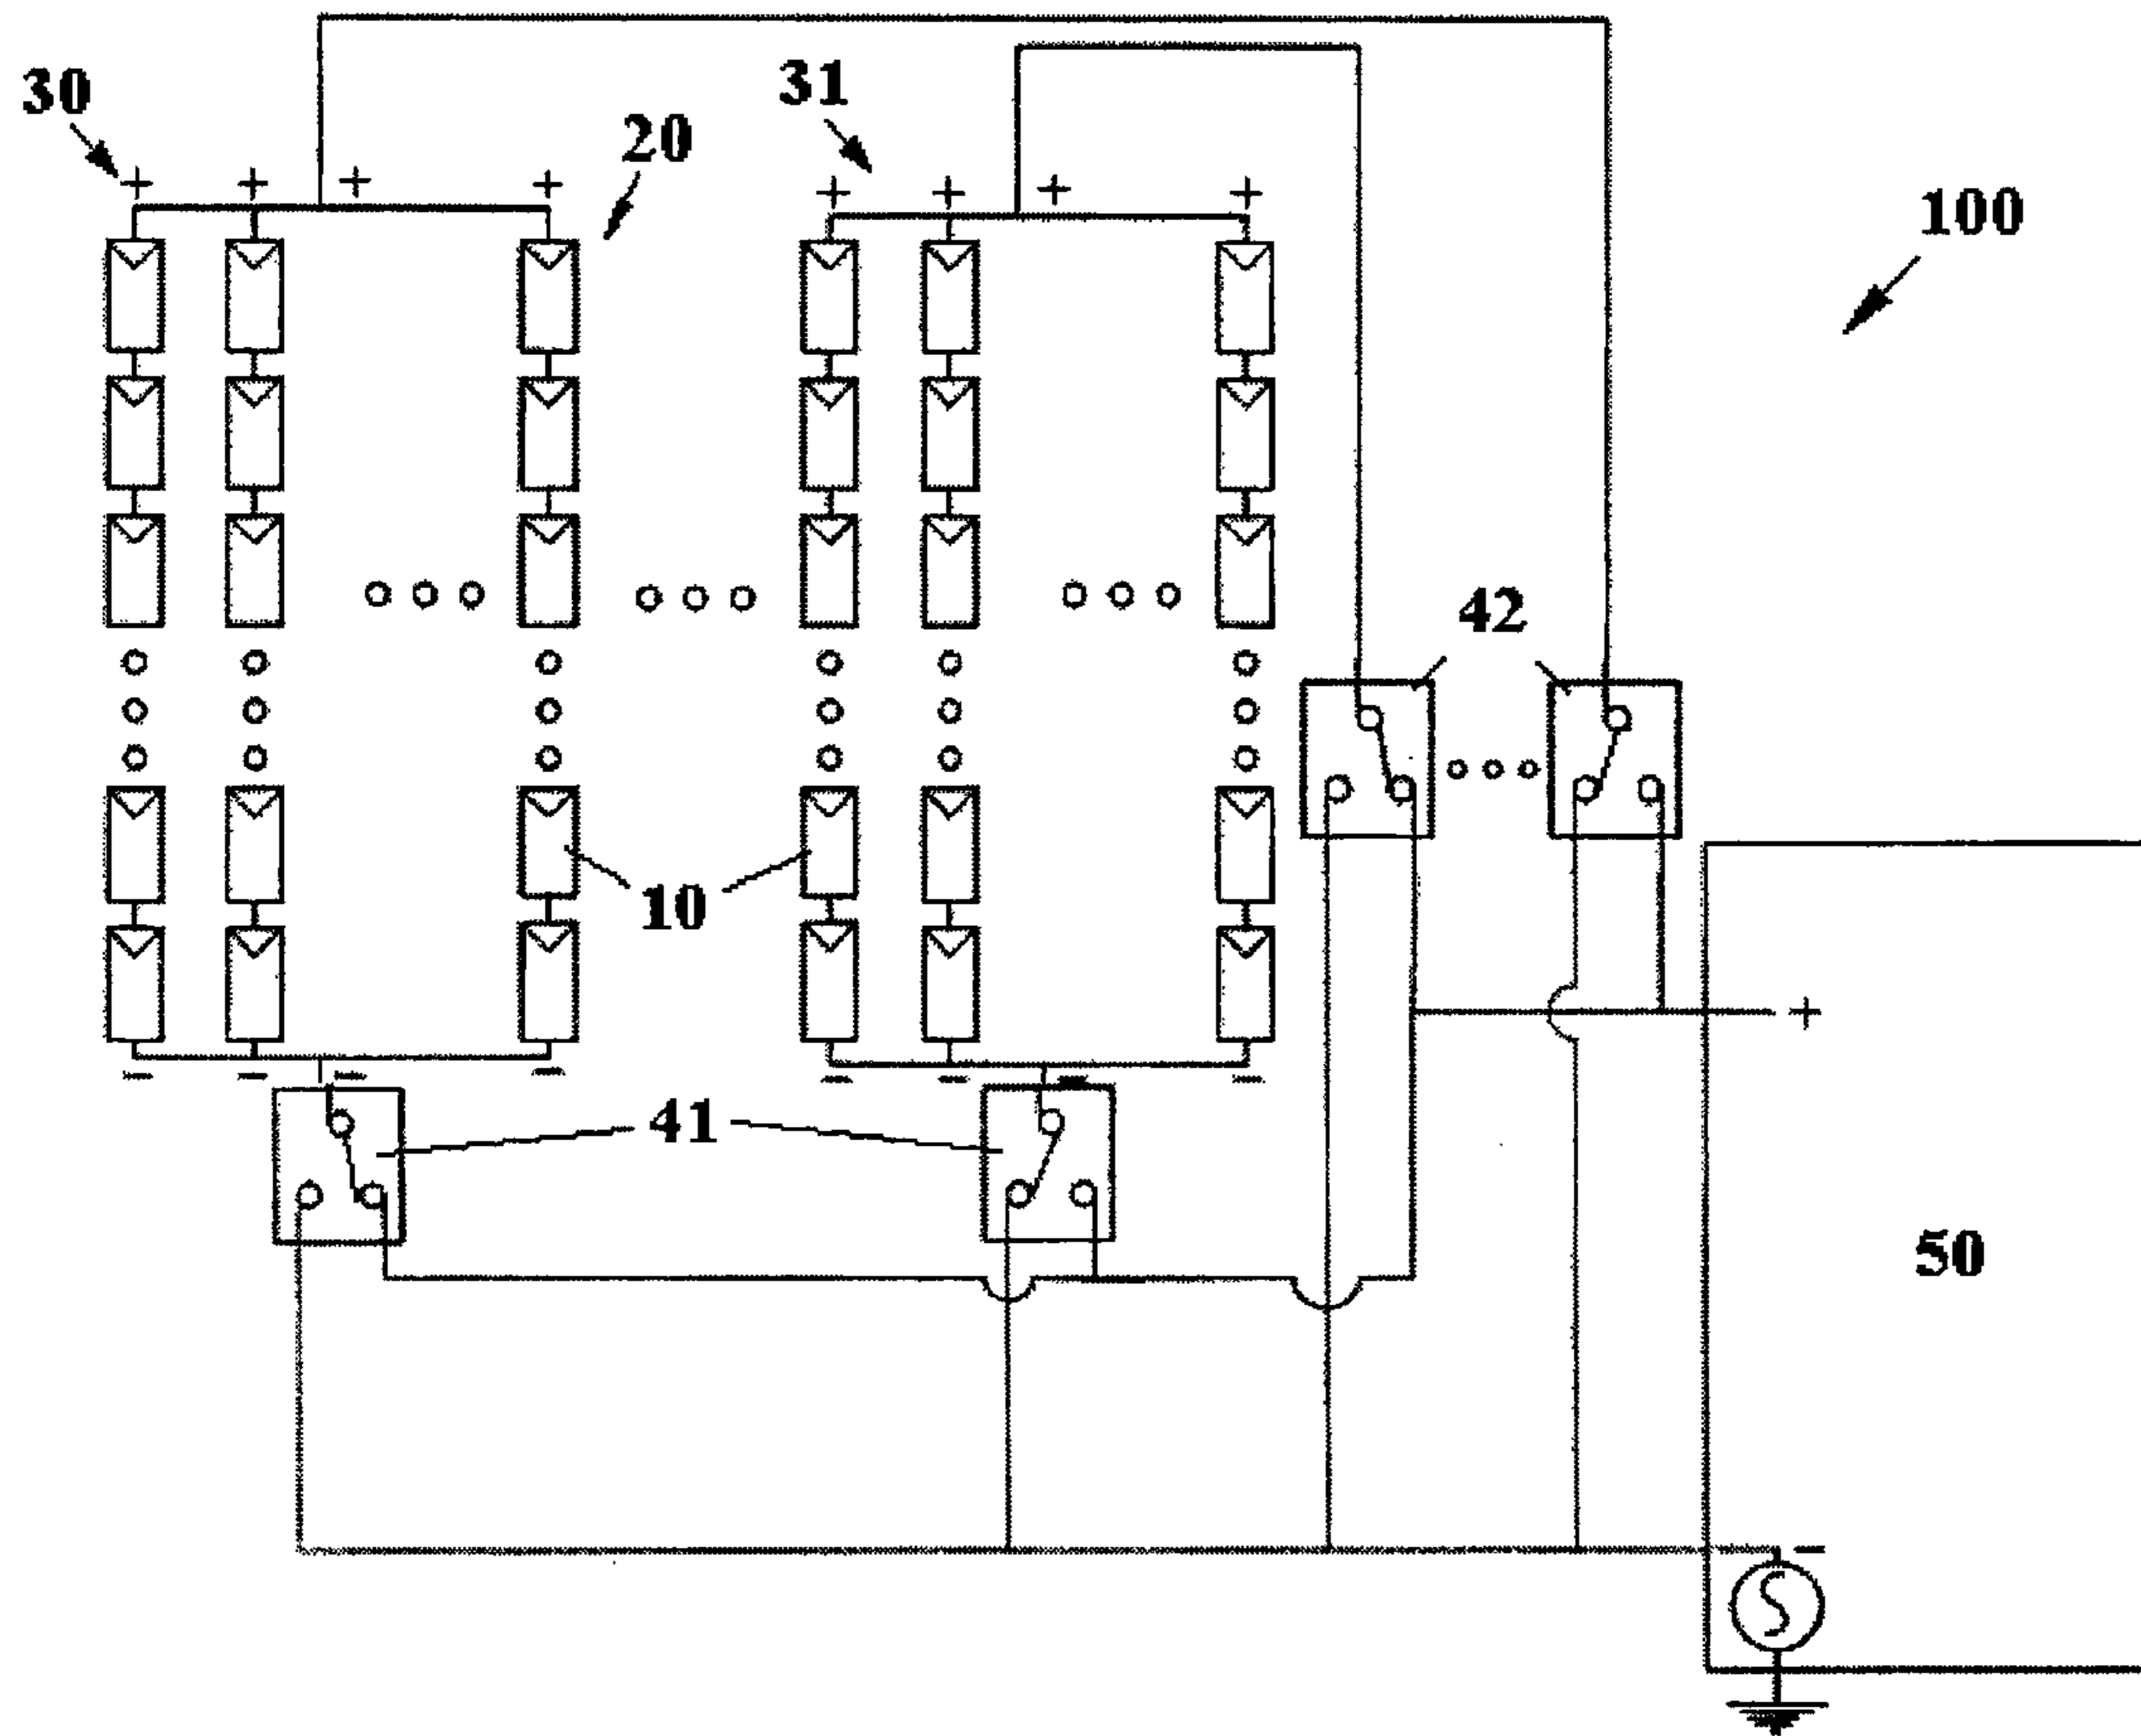 30
31
20
100
+ + + +
+ + + +
42
10
+
- - - -
- - - -
41
50
-